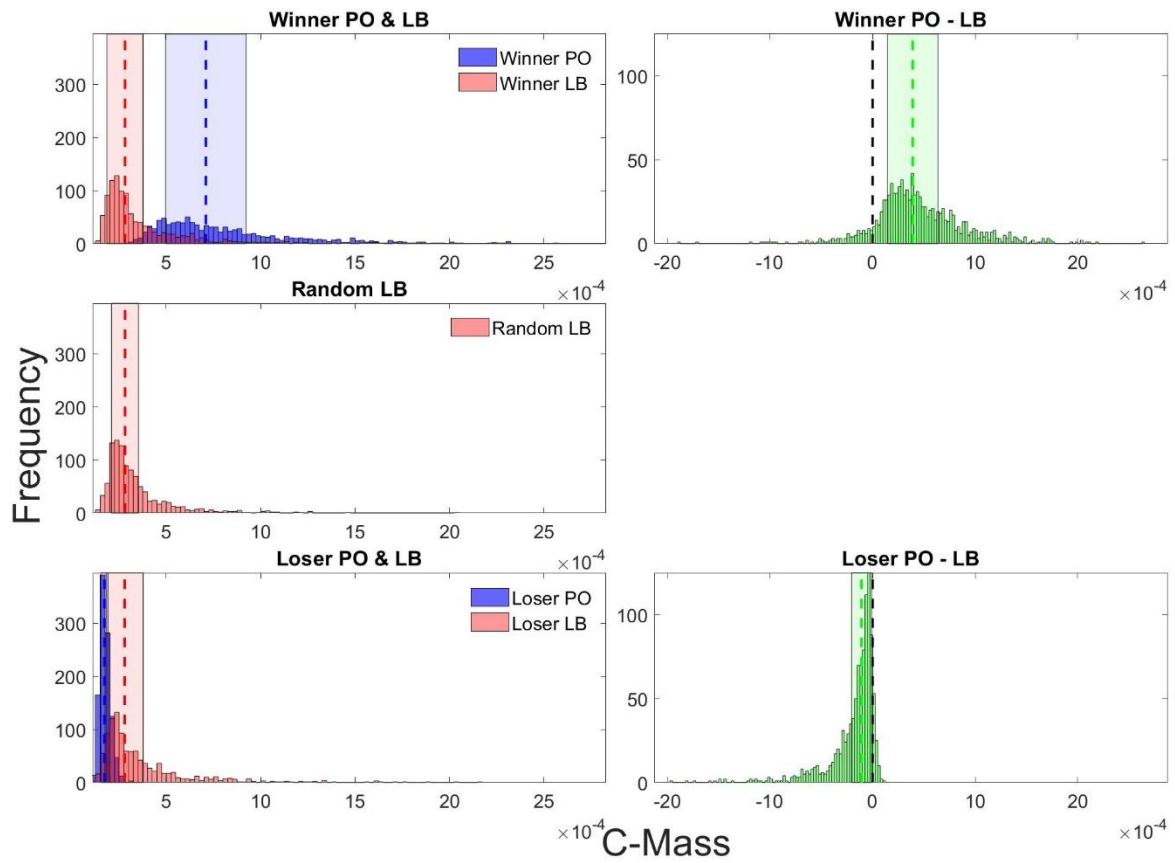 Winner PO & LB
300
200
100
0
5 10 15 20 25
×10-4
Winner PO
Winner LB
Winner PO - LB
100
50
0
-20 -10 0 10 20
×10-4
Random LB
300
200
100
0
5 10 15 20 25
×10-4
Random LB
Frequency
Loser PO & LB
300
200
100
0
5 10 15 20 25
×10-4
Loser PO
Loser LB
Loser PO - LB
100
50
0
-20 -10 0 10 20
×10-4
C-Mass